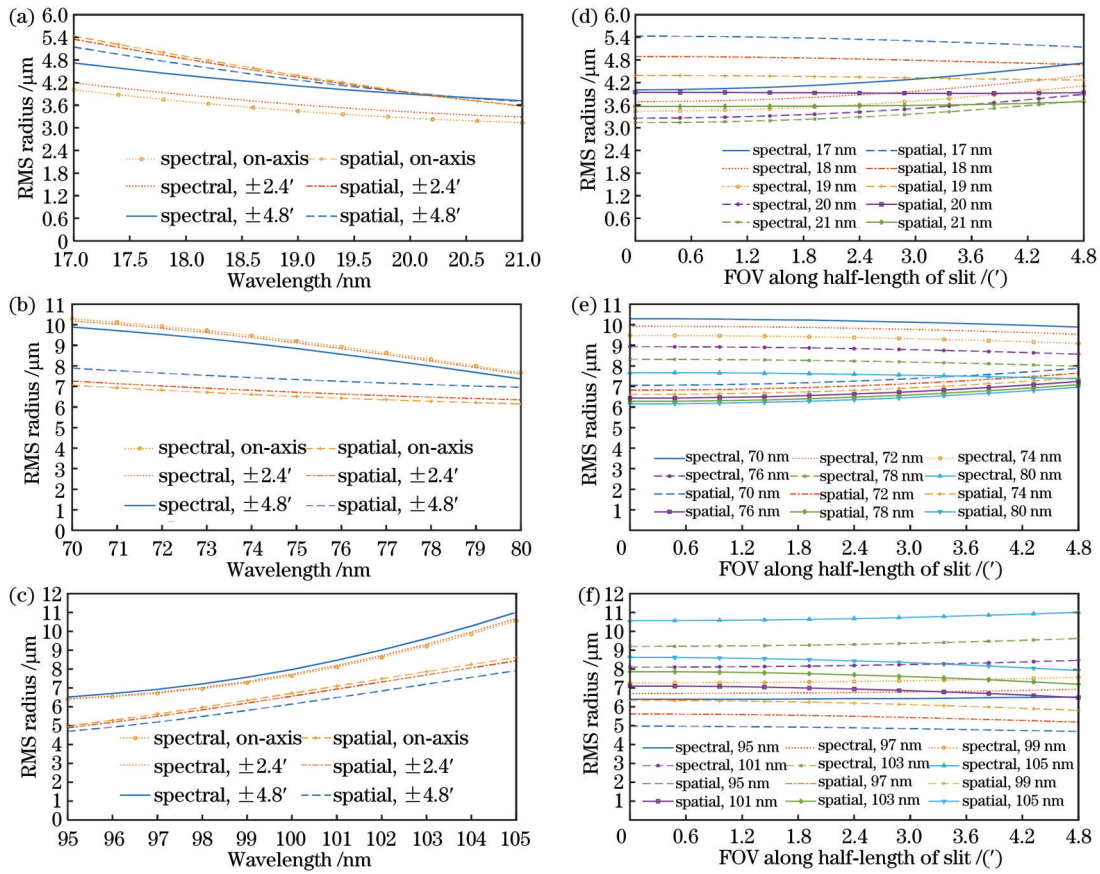 (a)
6.0
5.4
4.8
4.2
3.6
3.0
2.4
1.8
1.2
0.6
0
RMS radius /μm
spectral, on-axis spatial, on-axis
spectral, ±2.4′ spatial, ±2.4′
spectral, ±4.8′ spatial, ±4.8′
17.0 17.5 18.0 18.5 19.0 19.5 20.0 20.5 21.0
Wavelength /nm
(d)
6.0
5.4
4.8
4.2
3.6
3.0
2.4
1.8
1.2
0.6
0
RMS radius /μm
spectral, 17 nm spatial, 17 nm
spectral, 18 nm spatial, 18 nm
spectral, 19 nm spatial, 19 nm
spectral, 20 nm spatial, 20 nm
spectral, 21 nm spatial, 21 nm
0 0.6 1.2 1.8 2.4 3.0 3.6 4.2 4.8
FOV along half-length of slit /(′)
(b)
11
10
9
8
7
6
5
4
3
2
1
0
RMS radius /μm
spectral, on-axis spatial, on-axis
spectral, ±2.4′ spatial, ±2.4′
spectral, ±4.8′ spatial, ±4.8′
70 71 72 73 74 75 76 77 78 79 80
Wavelength /nm
(e)
11
10
9
8
7
6
5
4
3
2
1
0
RMS radius /μm
spectral, 70 nm spectral, 72 nm spectral, 74 nm
spectral, 76 nm spectral, 78 nm spectral, 80 nm
spatial, 70 nm spatial, 72 nm spatial, 74 nm
spatial, 76 nm spatial, 78 nm spatial, 80 nm
0 0.6 1.2 1.8 2.4 3.0 3.6 4.2 4.8
FOV along half-length of slit /(′)
(c)
12
11
10
9
8
7
6
5
4
3
2
1
0
RMS radius /μm
spectral, on-axis spatial, on-axis
spectral, ±2.4′ spatial, ±2.4′
spectral, ±4.8′ spatial, ±4.8′
95 96 97 98 99 100 101 102 103 104 105
Wavelength /nm
(f)
12
11
10
9
8
7
6
5
4
3
2
1
0
RMS radius /μm
spectral, 95 nm spectral, 97 nm spectral, 99 nm
spectral, 101 nm spectral, 103 nm spectral, 105 nm
spatial, 95 nm spatial, 97 nm spatial, 99 nm
spatial, 101 nm spatial, 103 nm spatial, 105 nm
0 0.6 1.2 1.8 2.4 3.0 3.6 4.2 4.8
FOV along half-length of slit /(′)